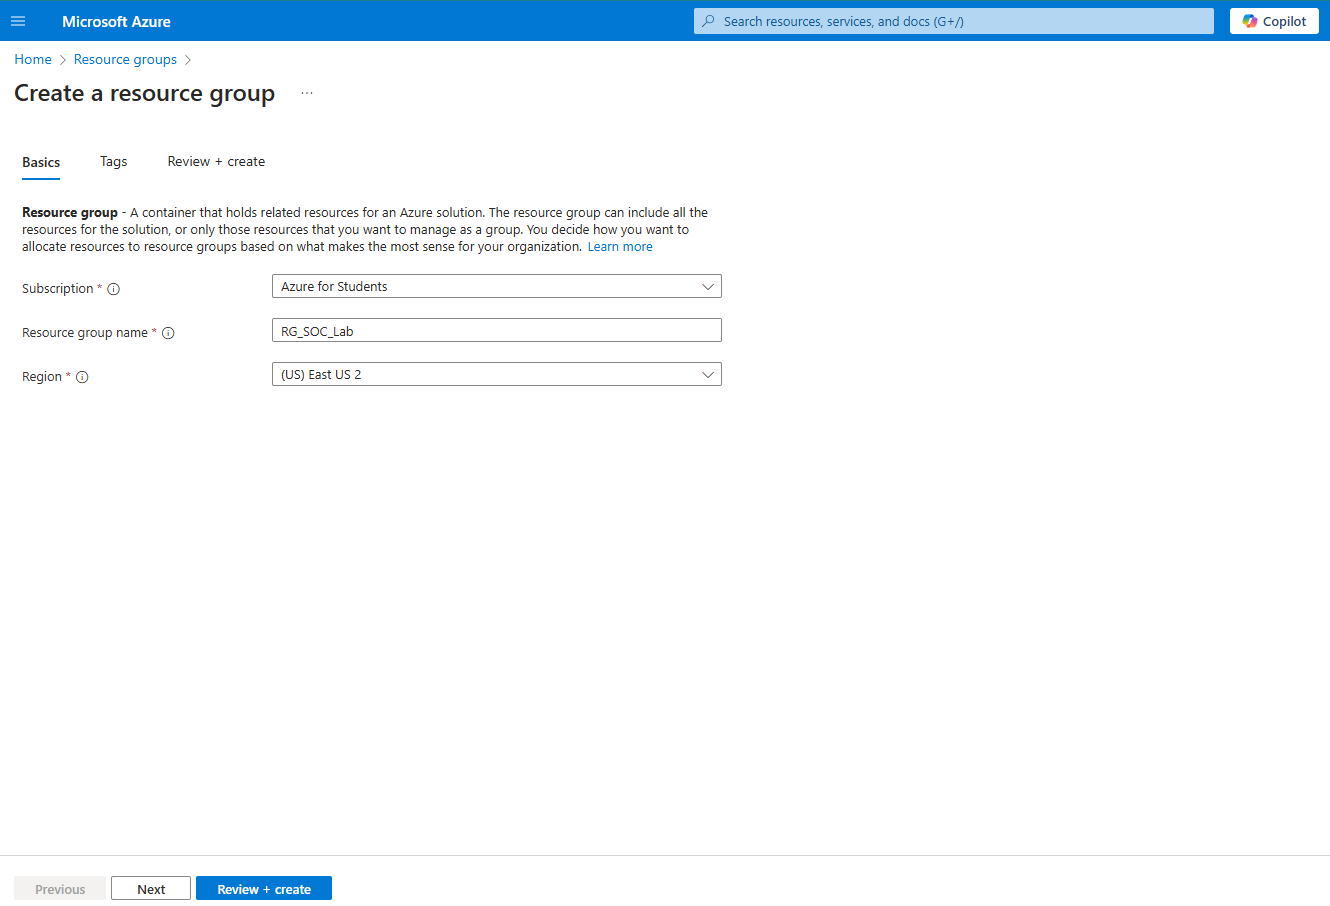 Microsoft Azure
Search resources, services, and docs (G+/)
Copilot
Home > Resource groups >
Create a resource group ...
Basics Tags Review + create
Resource group - A container that holds related resources for an Azure solution. The resource group can include all the
resources for the solution, or only those resources that you want to manage as a group. You decide how you want to
allocate resources to resource groups based on what makes the most sense for your organization. Learn more
Subscription * Azure for Students
Resource group name * RG_SOC_Lab
Region * (US) East US 2
Previous Next Review + create